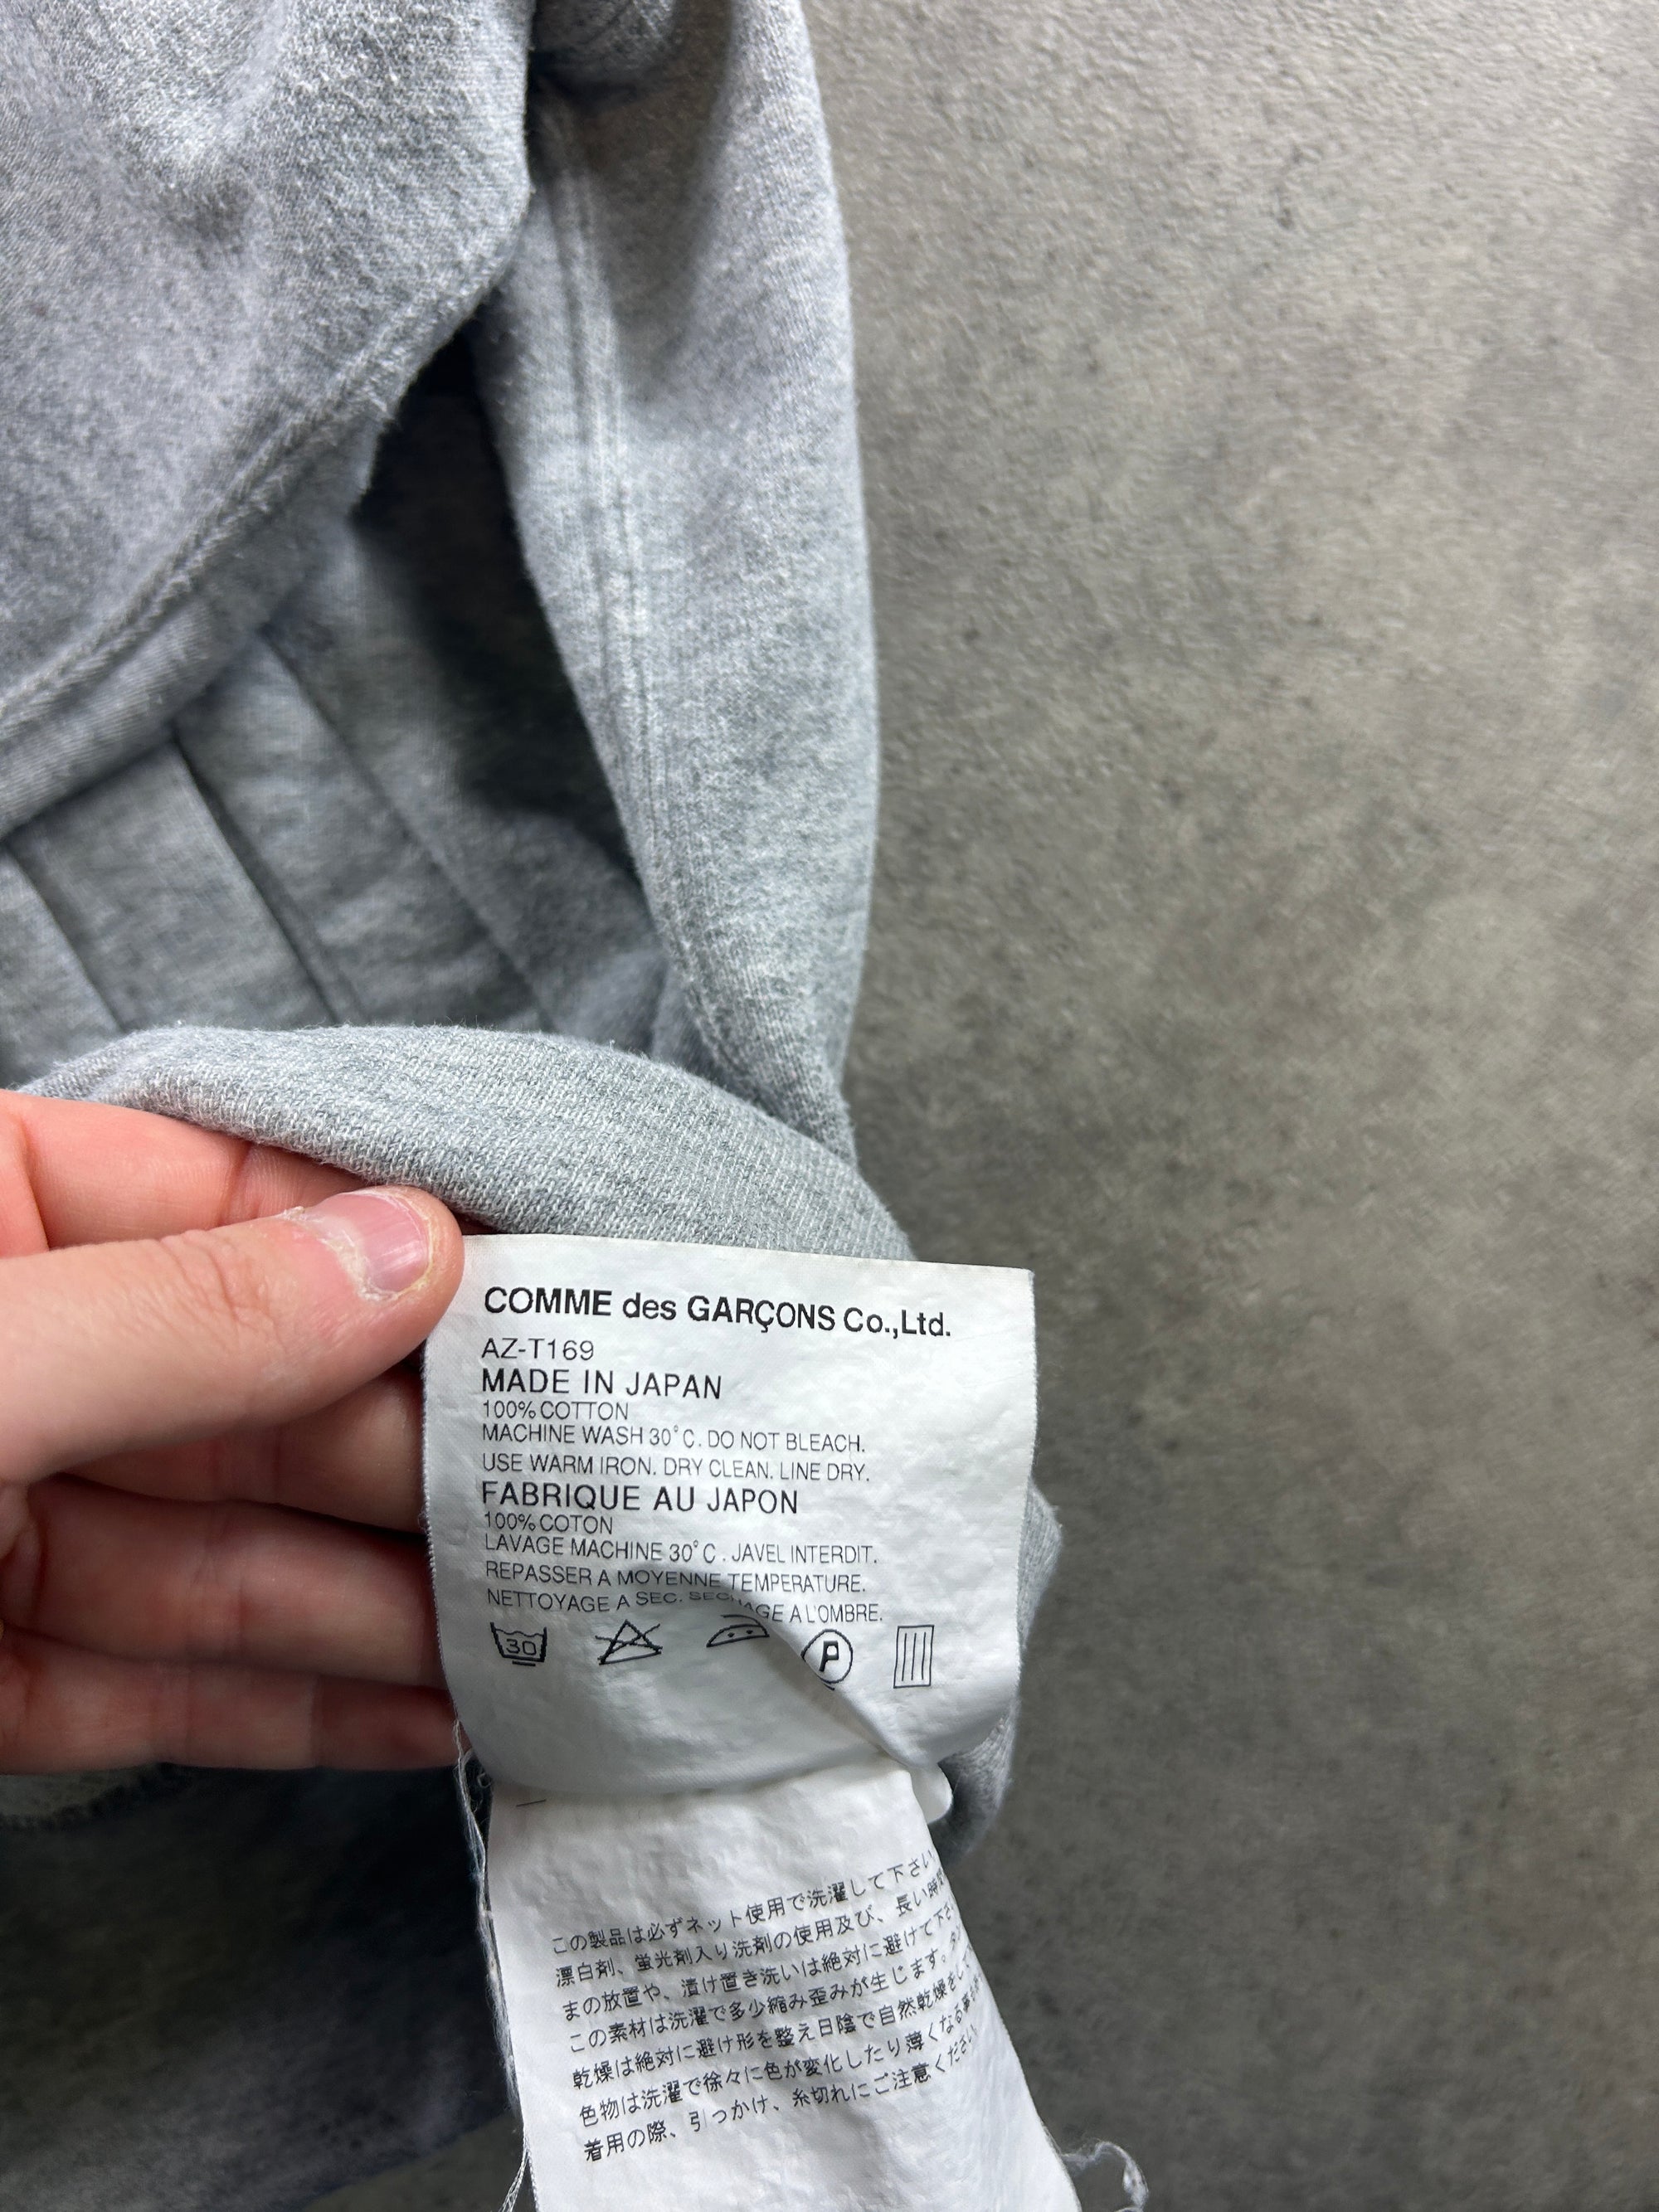 COMME des GARÇONS Co.,Ltd.
AZ-T169
MADE IN JAPAN
100% COTTON
MACHINE WASH 30°C. DO NOT BLEACH.
USE WARM IRON. DRY CLEAN. LINE DRY.
FABRIQUE AU JAPON
100% COTON
LAVAGE MACHINE 30°C. JAVEL INTERDIT.
REPASSER A MOYENNE TEMPERATURE.
NETTOYAGE A SEC. SECHAGE A L'OMBRE.
30 P
この製品は必ずネット使用で洗濯して下さい
漂白剤、蛍光剤入り洗剤の使用及び、長い時
まの放置や、漬け置き洗いは絶対に避けて下さ
この素材は洗濯で多少縮み歪みが生じます。タン
乾燥は絶対に避け形を整え日陰で自然乾燥をして
色物は洗濯で徐々に色が変化したり薄くなる事
着用の際、引っかけ、糸切れにご注意ください